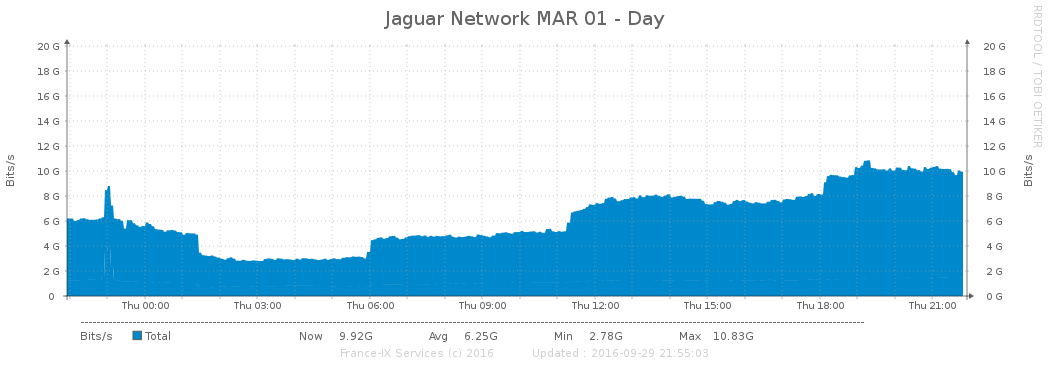 Jaguar Network MAR 01 - Day
RRDTOOL / TOBI OETIKER
Bits/s
20 G
18 G
16 G
14 G
12 G
10 G
8 G
6 G
4 G
2 G
0
20 G
18 G
16 G
14 G
12 G
10 G
8 G
6 G
4 G
2 G
0 G
Bits/s
Thu 00:00 Thu 03:00 Thu 06:00 Thu 09:00 Thu 12:00 Thu 15:00 Thu 18:00 Thu 21:00
Bits/s Total Now 9.92G Avg 6.25G Min 2.78G Max 10.83G
France-IX Services (c) 2016 Updated : 2016-09-29 21:55:03